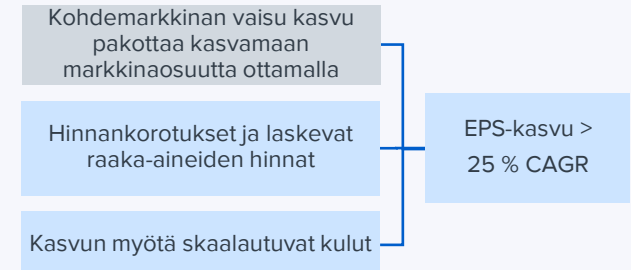 Kohdemarkkinan vaisu kasvu
pakottaa kasvamaan
markkinaosuutta ottamalla
Hinnankorotukset ja laskevat
raaka-aineiden hinnat
EPS-kasvu >
25 % CAGR
Kasvun myötä skaalautuvat kulut